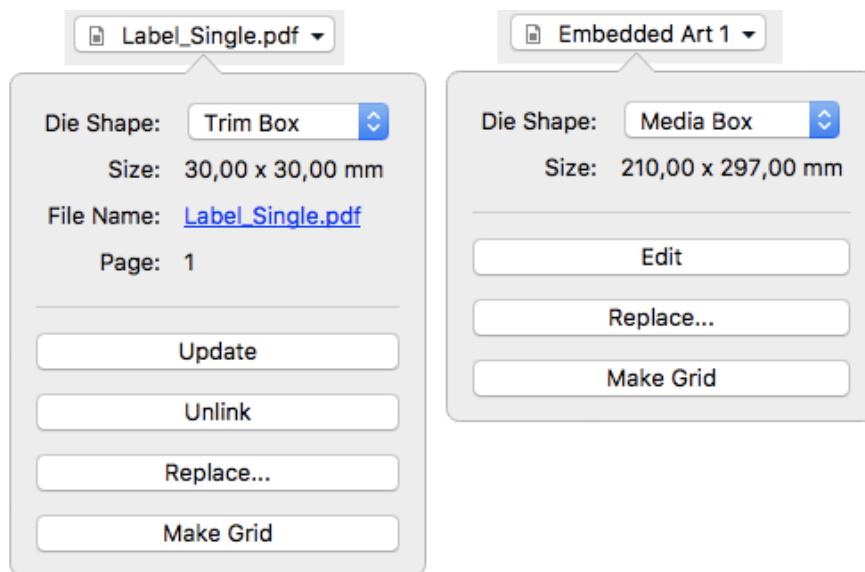 Label_Single.pdf
Die Shape: Trim Box
Size: 30,00 x 30,00 mm
File Name: Label_Single.pdf
Page: 1
Update
Unlink
Replace...
Make Grid
Embedded Art 1
Die Shape: Media Box
Size: 210,00 x 297,00 mm
Edit
Replace...
Make Grid